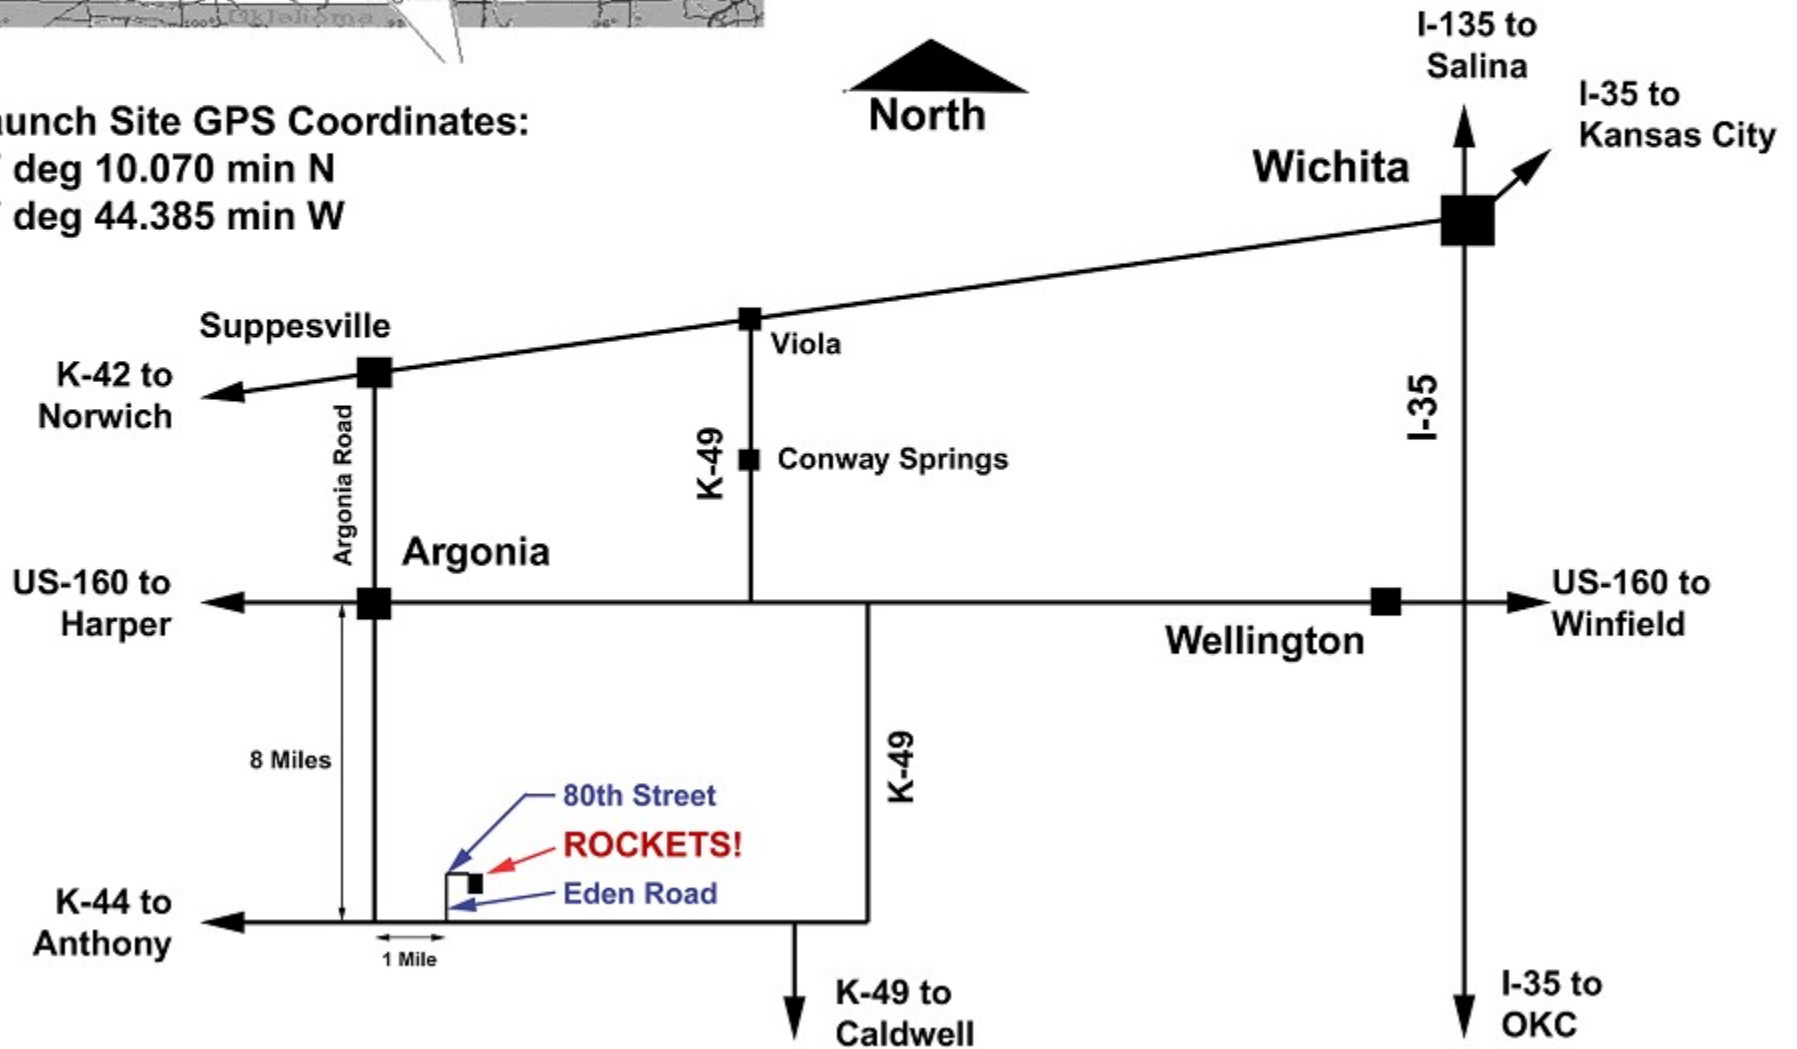 Oklahoma
North
I-135 to
Salina
I-35 to
Kansas City
Launch Site GPS Coordinates:
deg 10.070 min N
deg 44.385 min W
Wichita
Suppesville
Viola
K-42 to
Norwich
Argonia Road
K-49
Conway Springs
I-35
Argonia
US-160 to
Harper
US-160 to
Winfield
Wellington
8 Miles
K-49
80th Street
ROCKETS!
Eden Road
K-44 to
Anthony
1 Mile
K-49 to
Caldwell
I-35 to
OKC